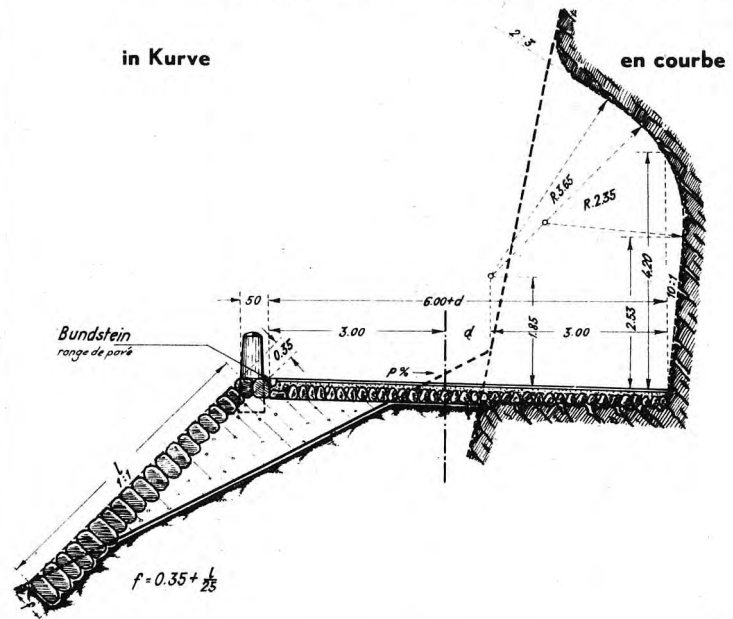 in Kurve
en courbe
2:3
R.3.65
R.2.35
4.20
10:1
2.53
1.85
50
6.00+d
3.00
d
3.00
Bundstein
range de pavé
0.35
p%
l
1:1
f = 0.35 + l/25
f